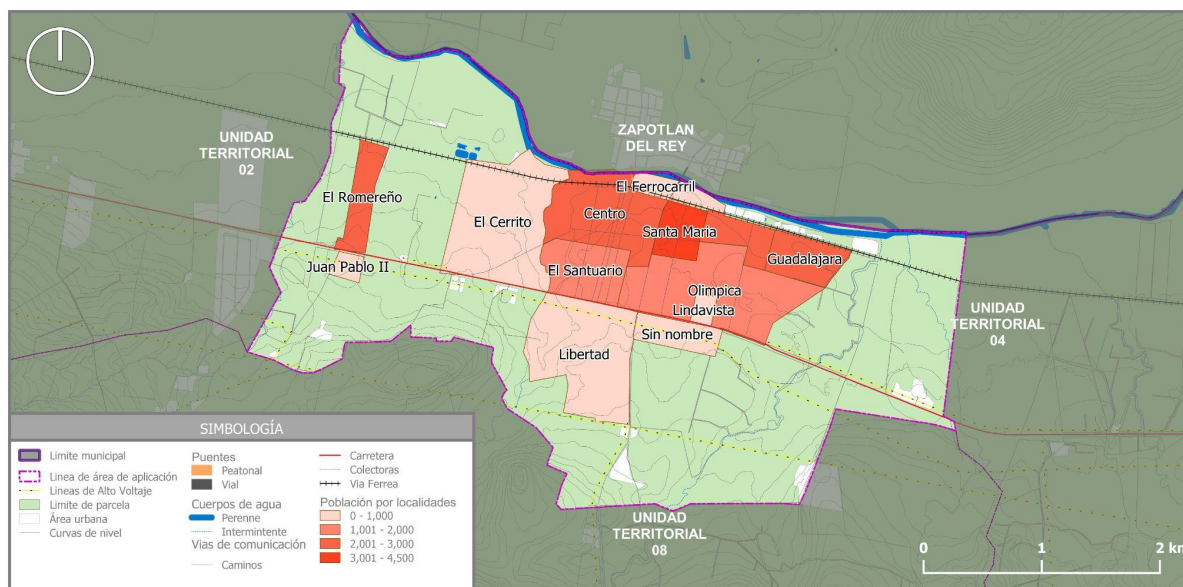 ZAPOTLAN
DEL REY
UNIDAD
TERRITORIAL
02
El Ferrocarril
El Romereño
Centro
El Cerrito
Santa Maria
Guadalajara
Juan Pablo II
El Santuario
Olimpica
Lindavista
UNIDAD
TERRITORIAL
04
Sin nombre
Libertad
UNIDAD
TERRITORIAL
08
SIMBOLOGÍA
Limite municipal
Linea de área de aplicación
Lineas de Alto Voltaje
Limite de parcela
Área urbana
Curvas de nivel
Puentes
Peatonal
Vial
Cuerpos de agua
Perenne
Intermintente
Vias de comunicación
Caminos
Carretera
Colectoras
Via Ferrea
Población por localidades
0 - 1,000
1,001 - 2,000
2,001 - 3,000
3,001 - 4,500
0 1 2 km